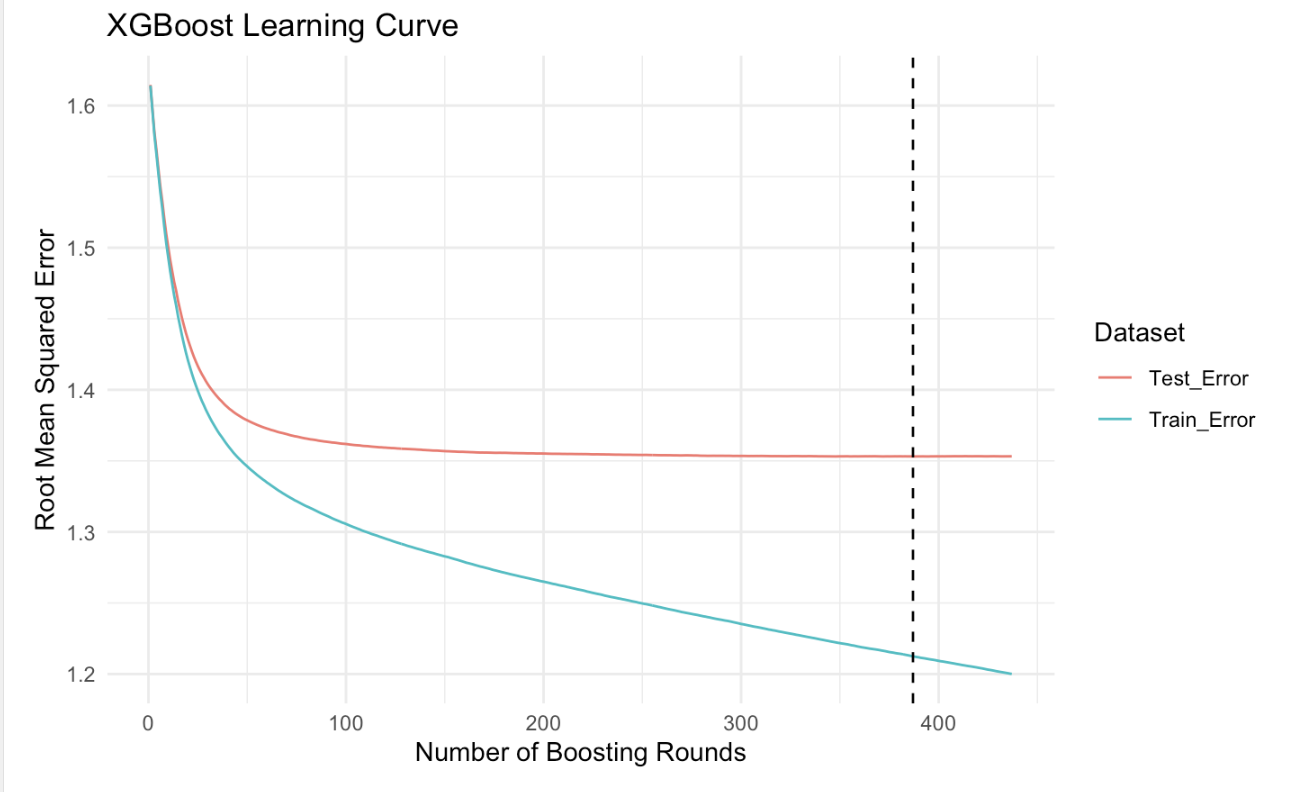 XGBoost Learning Curve
Root Mean Squared Error
1.6
1.5
1.4
1.3
1.2
0 100 200 300 400
Number of Boosting Rounds
Dataset
Test_Error
Train_Error